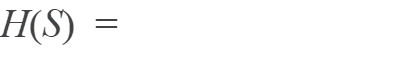 H(S) =